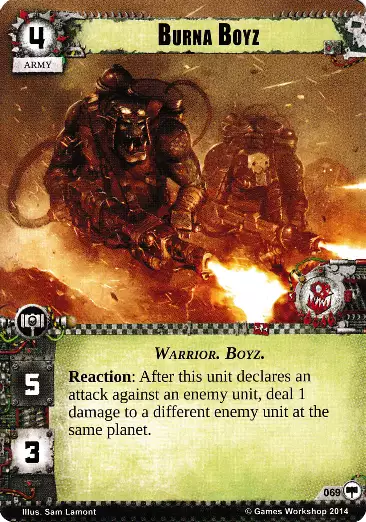 4
BURNA BOYZ
ARMY
WARRIOR. BOYZ.
5
Reaction: After this unit declares an
attack against an enemy unit, deal 1
damage to a different enemy unit at the
same planet.
3
069
Illus. Sam Lamont
© Games Workshop 2014